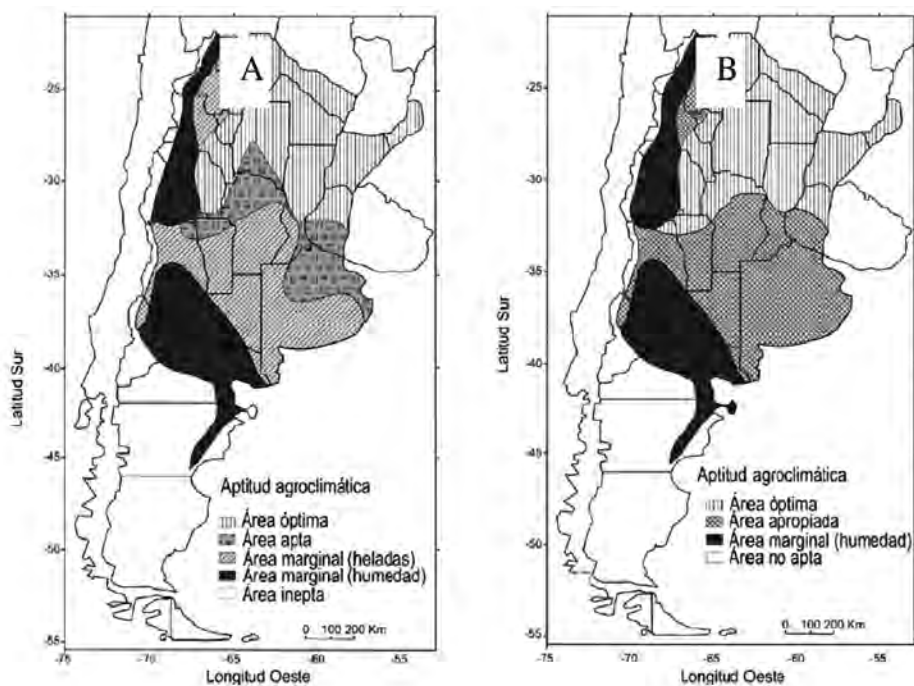 A
-25
-30
-35
-40
-45
-50
-55
Latitud Sur
Aptitud agroclimática
Área óptima
Área apta
Área marginal (heladas)
Área marginal (humedad)
Área inepta
0 100 200 Km
-75 -70 -65 -60 -55
Longitud Oeste
B
-25
-30
-35
-40
-45
-50
-55
Latitud Sur
Aptitud agroclimática
Área óptima
Área apropiada
Área marginal (humedad)
Área no apta
0 100 200 Km
-75 -70 -65 -60 -55
Longitud Oeste